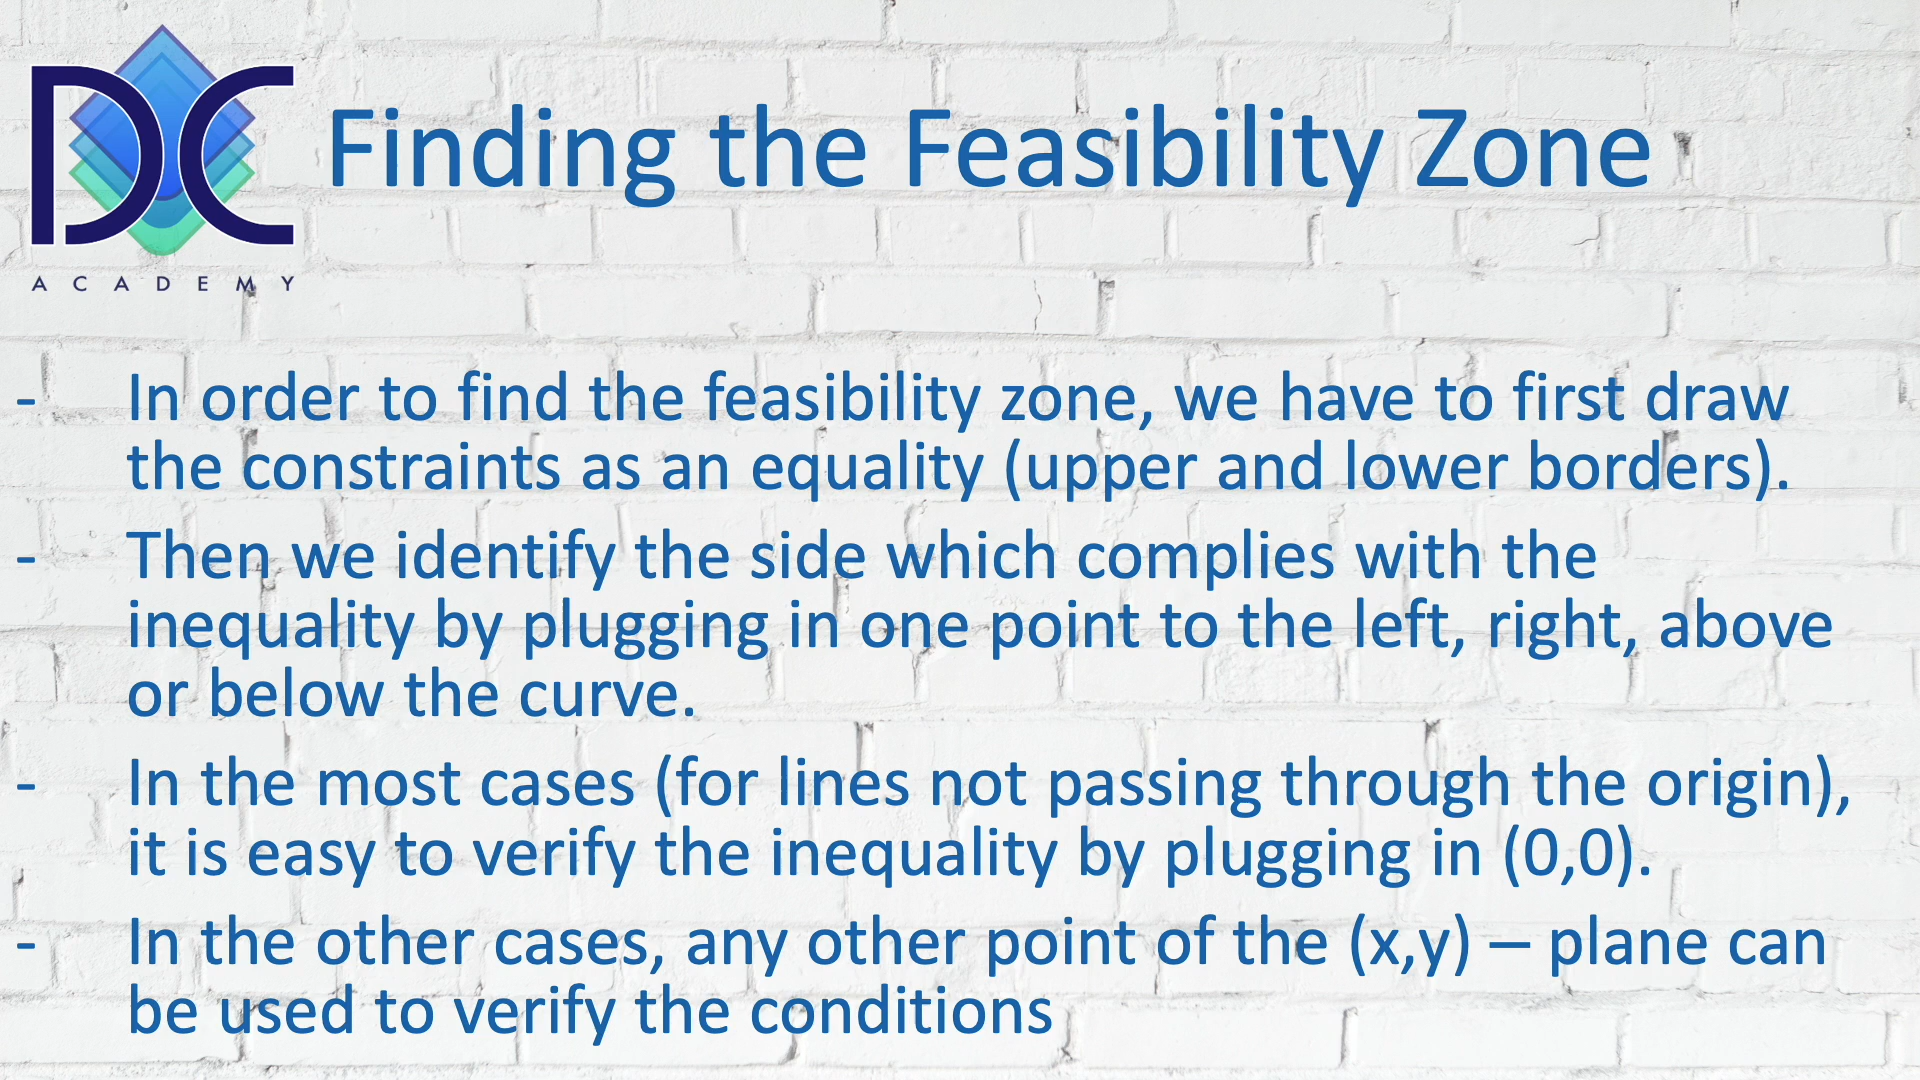 DC
ACADEMY
Finding the Feasibility Zone
- In order to find the feasibility zone, we have to first draw
the constraints as an equality (upper and lower borders).
- Then we identify the side which complies with the
inequality by plugging in one point to the left, right, above
or below the curve.
- In the most cases (for lines not passing through the origin),
it is easy to verify the inequality by plugging in (0,0).
- In the other cases, any other point of the (x,y) – plane can
be used to verify the conditions